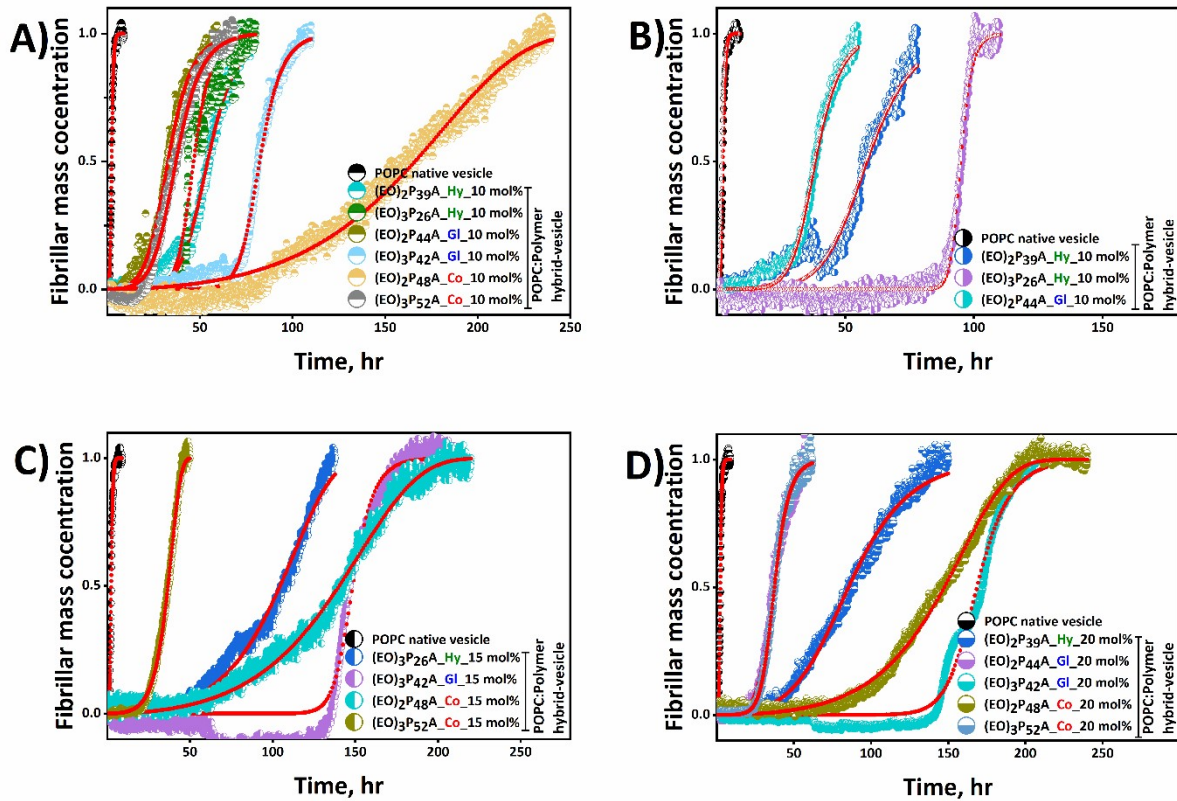 A)
Fibrillar mass cocentration
1.0
0.5
0.0
POPC native vesicle
(EO)2P39A_Hy_10 mol%
(EO)3P26A_Hy_10 mol%
(EO)2P44A_Gl_10 mol%
(EO)3P42A_Gl_10 mol%
(EO)2P48A_Co_10 mol%
(EO)3P52A_Co_10 mol%
POPC:Polymer
hybrid-vesicle
50 100 150 200 250
Time, hr
B)
Fibrillar mass cocentration
1.0
0.5
0.0
POPC native vesicle
(EO)2P39A_Hy_10 mol%
(EO)3P26A_Hy_10 mol%
(EO)2P44A_Gl_10 mol%
POPC:Polymer
hybrid-vesicle
50 100 150
Time, hr
C)
Fibrillar mass cocentration
1.0
0.5
0.0
POPC native vesicle
(EO)3P26A_Hy_15 mol%
(EO)3P42A_Gl_15 mol%
(EO)2P48A_Co_15 mol%
(EO)3P52A_Co_15 mol%
POPC:Polymer
hybrid-vesicle
50 100 150 200 250
Time, hr
D)
Fibrillar mass cocentration
1.0
0.5
0.0
POPC native vesicle
(EO)2P39A_Hy_20 mol%
(EO)2P44A_Gl_20 mol%
(EO)3P42A_Gl_20 mol%
(EO)2P48A_Co_20 mol%
(EO)3P52A_Co_20 mol%
POPC:Polymer
hybrid-vesicle
50 100 150 200 250
Time, hr